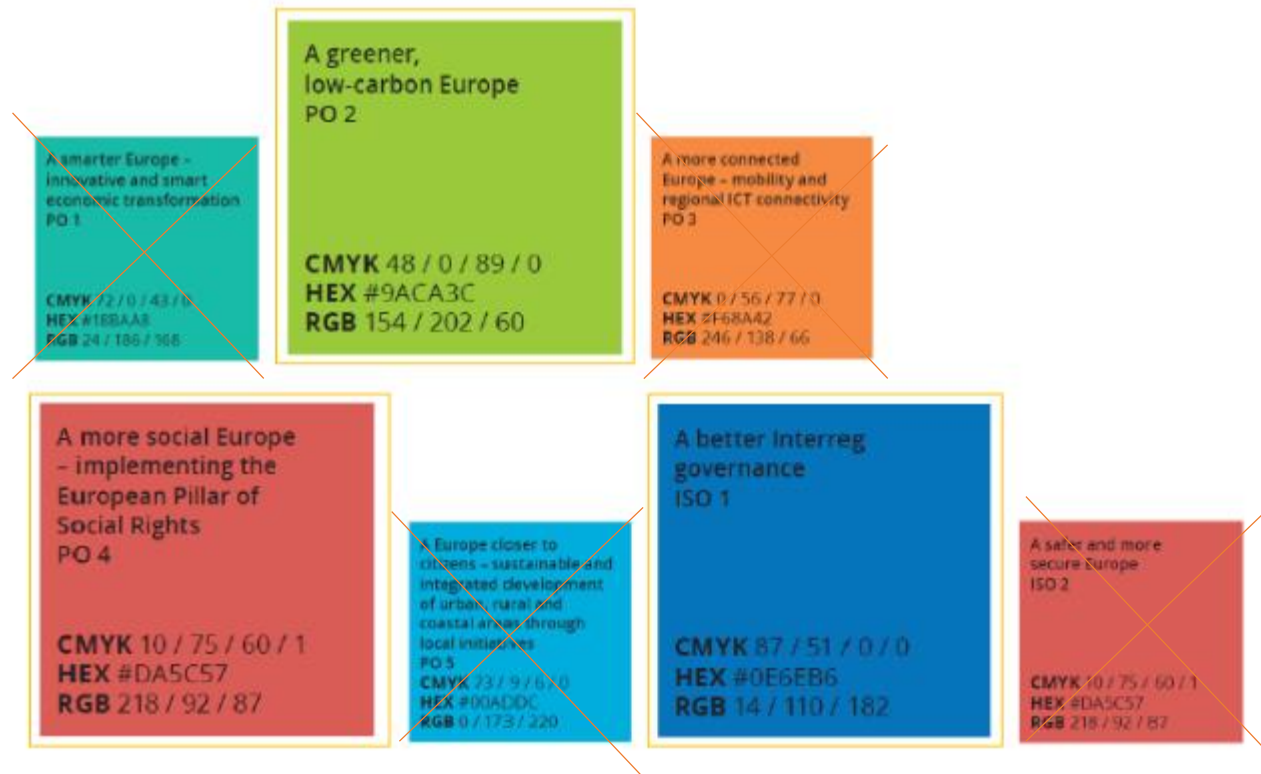 A smarter Europe –
innovative and smart
economic transformation
PO 1
CMYK 72 / 0 / 43 / 0
HEX #18BAA8
RGB 24 / 186 / 168
A greener,
low-carbon Europe
PO 2
CMYK 48 / 0 / 89 / 0
HEX #9ACA3C
RGB 154 / 202 / 60
A more connected
Europe – mobility and
regional ICT connectivity
PO 3
CMYK 0 / 56 / 77 / 0
HEX #F68A42
RGB 246 / 138 / 66
A more social Europe
– implementing the
European Pillar of
Social Rights
PO 4
CMYK 10 / 75 / 60 / 1
HEX #DA5C57
RGB 218 / 92 / 87
A Europe closer to
citizens – sustainable and
integrated development
of urban, rural and
coastal areas through
local initiatives
PO 5
CMYK 73 / 9 / 6 / 0
HEX #00ADDC
RGB 0 / 173 / 220
A better Interreg
governance
ISO 1
CMYK 87 / 51 / 0 / 0
HEX #0E6EB6
RGB 14 / 110 / 182
A safer and more
secure Europe
ISO 2
CMYK 10 / 75 / 60 / 1
HEX #DA5C57
RGB 218 / 92 / 87